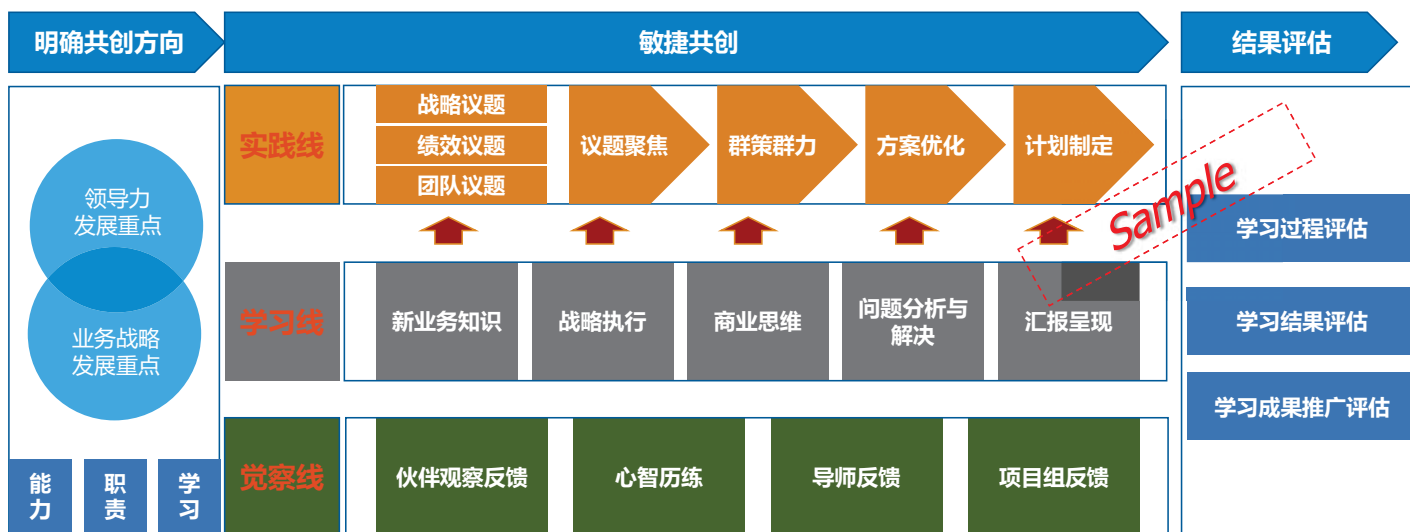 明确共创方向
敏捷共创
结果评估
领导力
发展重点
业务战略
发展重点
能
力
职
责
学
习
实践线
战略议题
绩效议题
团队议题
议题聚焦
群策群力
方案优化
计划制定
学习线
新业务知识
战略执行
商业思维
问题分析与
解决
汇报呈现
觉察线
伙伴观察反馈
心智历练
导师反馈
项目组反馈
Sample
学习过程评估
学习结果评估
学习成果推广评估